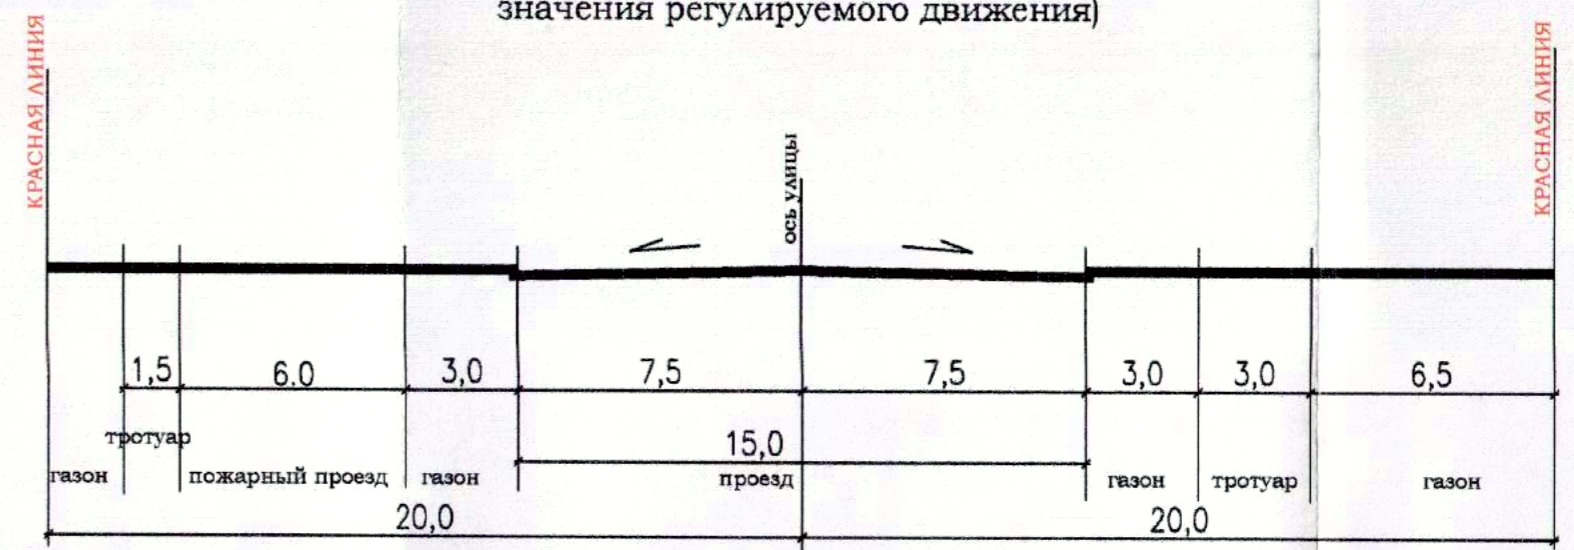 значения регулируемого движения)
КРАСНАЯ ЛИНИЯ
ось улицы
КРАСНАЯ ЛИНИЯ
1,5 6.0 3,0 7,5 7,5 3,0 3,0 6,5
тротуар 15,0
газон пожарный проезд газон проезд газон тротуар газон
20,0 20,0